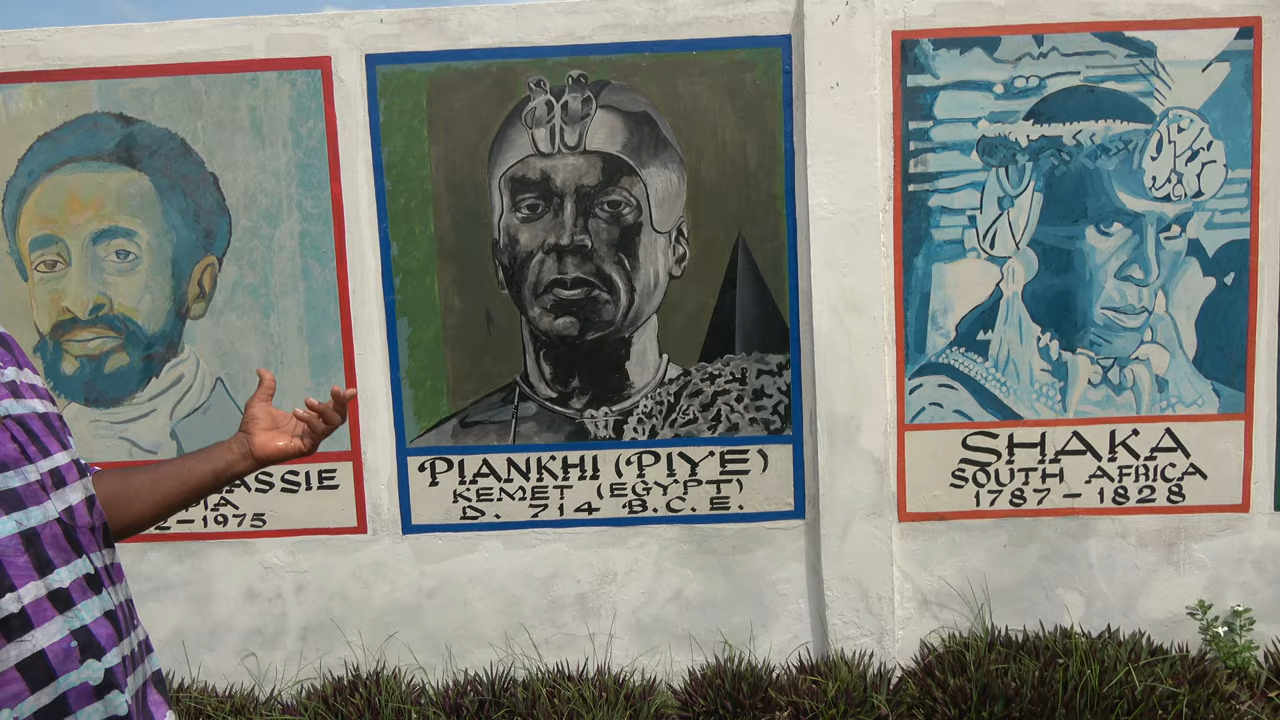 ASSIE
-1975
PIANKHI (PIYE)
KEMET (EGYPT)
D. 714 B.C.E.
SHAKA
SOUTH AFRICA
1787-1828